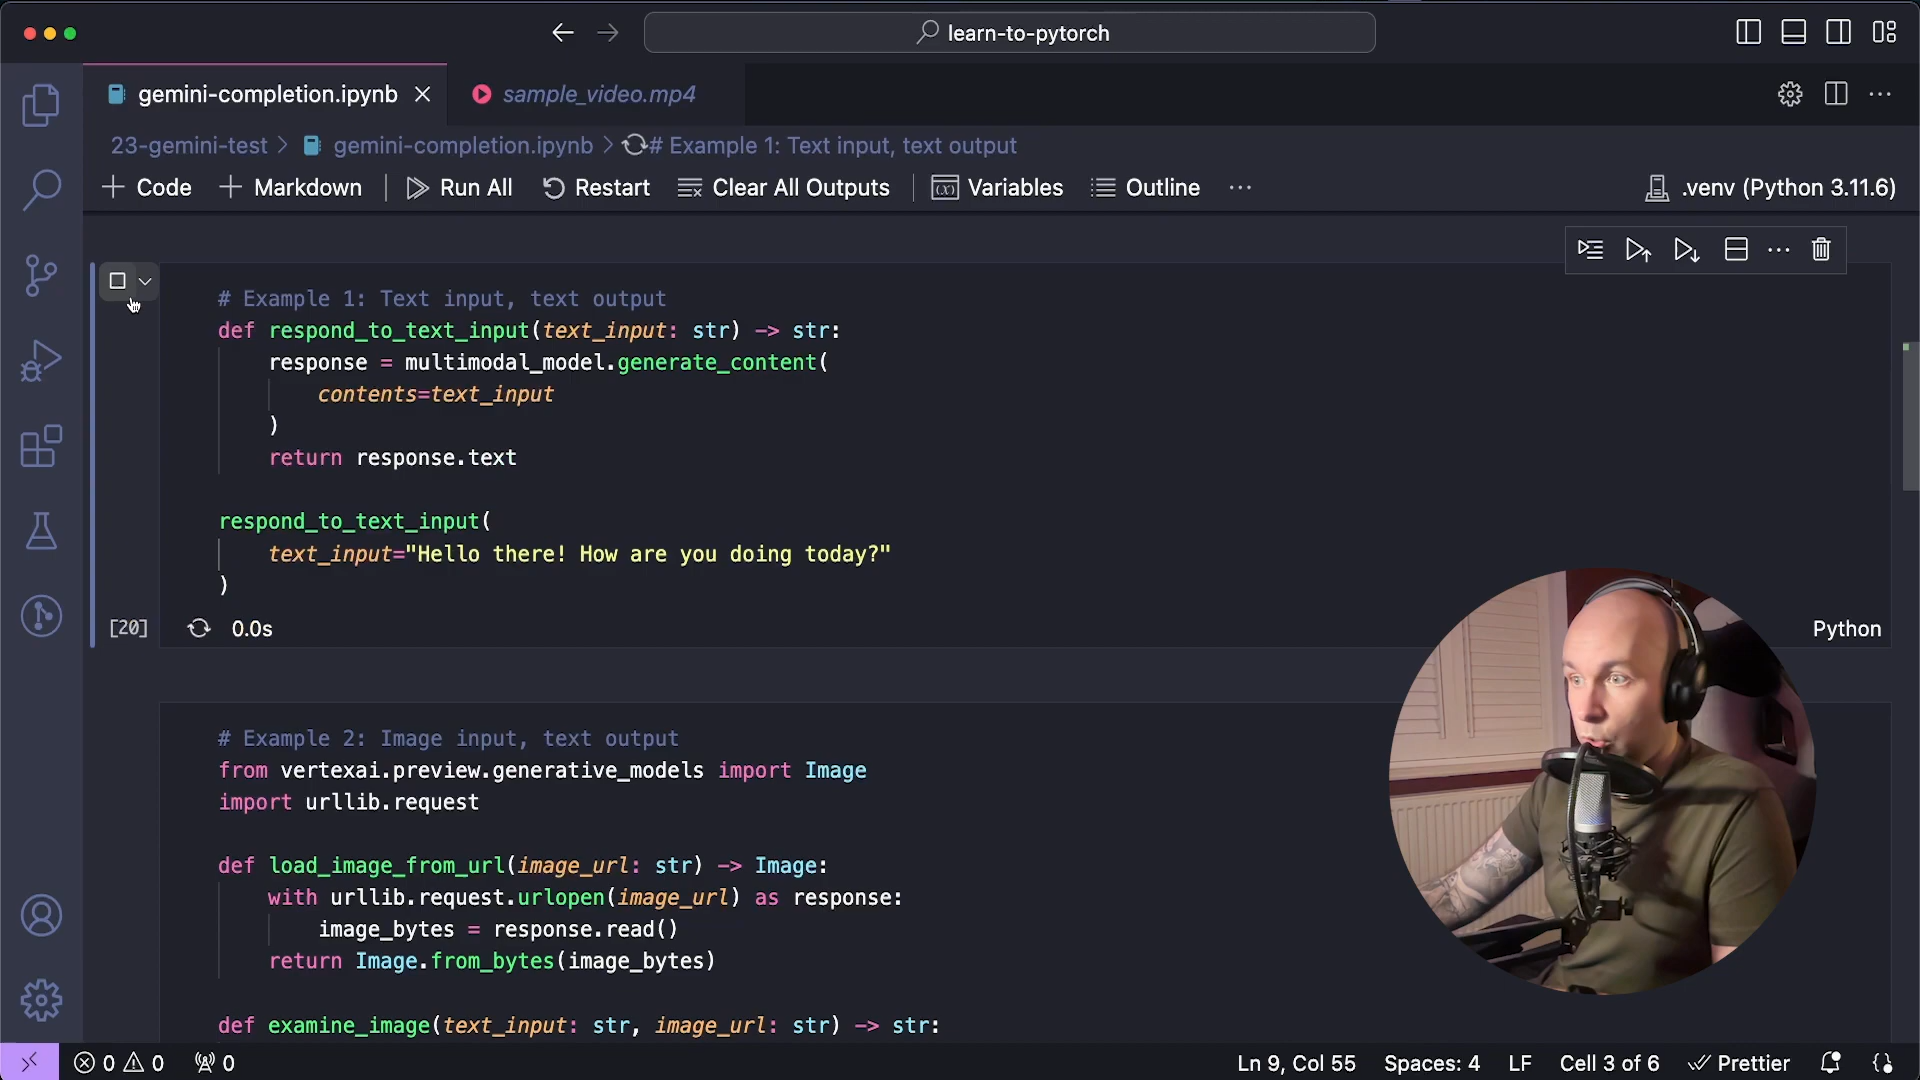 learn-to-pytorch
gemini-completion.ipynb
sample_video.mp4
23-gemini-test > gemini-completion.ipynb > # Example 1: Text input, text output
+ Code + Markdown Run All Restart Clear All Outputs Variables Outline ... .venv (Python 3.11.6)
# Example 1: Text input, text output
def respond_to_text_input(text_input: str) -> str:
    response = multimodal_model.generate_content(
        contents=text_input
    )
    return response.text
respond_to_text_input(
    text_input="Hello there! How are you doing today?"
)
[20] 0.0s Python
# Example 2: Image input, text output
from vertexai.preview.generative_models import Image
import urllib.request
def load_image_from_url(image_url: str) -> Image:
    with urllib.request.urlopen(image_url) as response:
        image_bytes = response.read()
    return Image.from_bytes(image_bytes)
def examine_image(text_input: str, image_url: str) -> str:
0 0 0 Ln 9, Col 55 Spaces: 4 LF Cell 3 of 6 Prettier